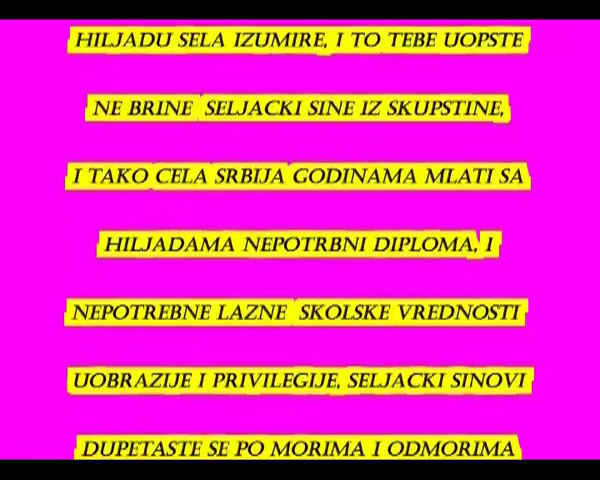 HILJADU SELA IZUMIRE, I TO TEBE UOPSTE
NE BRINE SELJACKI SINE IZ SKUPSTINE,
I TAKO CELA SRBIJA GODINAMA MLATI SA
HILJADAMA NEPOTRBNI DIPLOMA, I
NEPOTREBNE LAZNE SKOLSKE VREDNOSTI
UOBRAZIJE I PRIVILEGIJE, SELJACKI SINOVI
DUPETASTE SE PO MORIMA I ODMORIMA